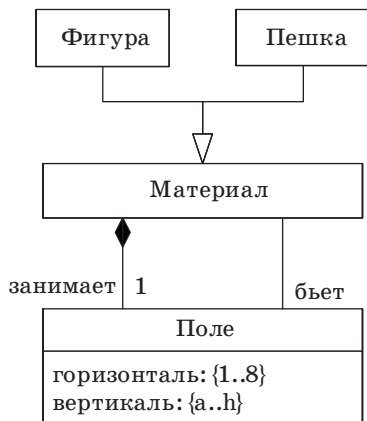 Фигура
Пешка
Материал
занимает 1
бьет
Поле
горизонталь: {1..8}
вертикаль: {a..h}